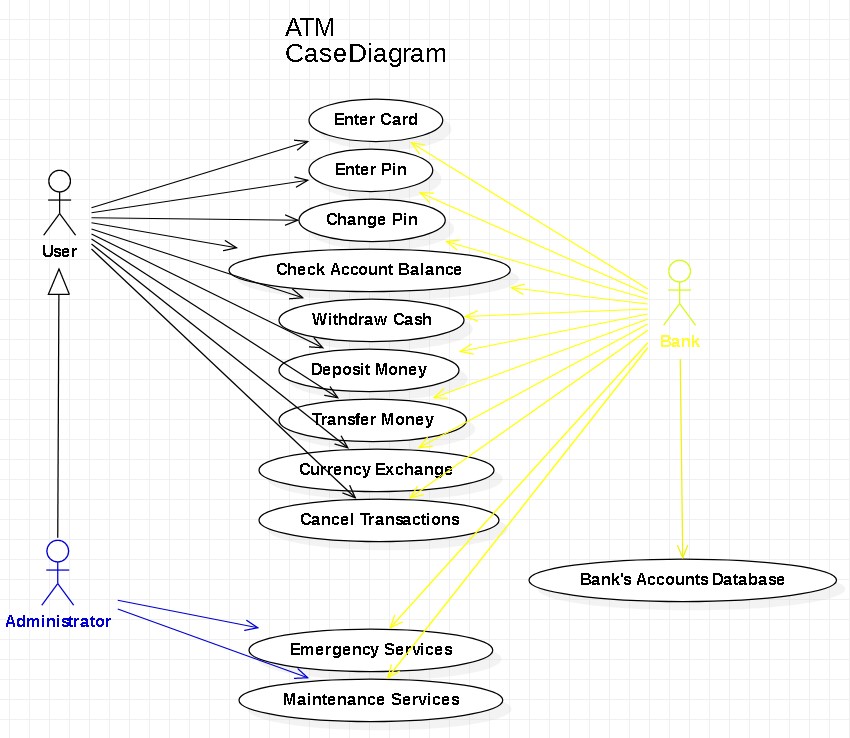 ATM
CaseDiagram
Enter Card
Enter Pin
Change Pin
User
Check Account Balance
Withdraw Cash
Bank
Deposit Money
Transfer Money
Currency Exchange
Cancel Transactions
Bank's Accounts Database
Administrator
Emergency Services
Maintenance Services